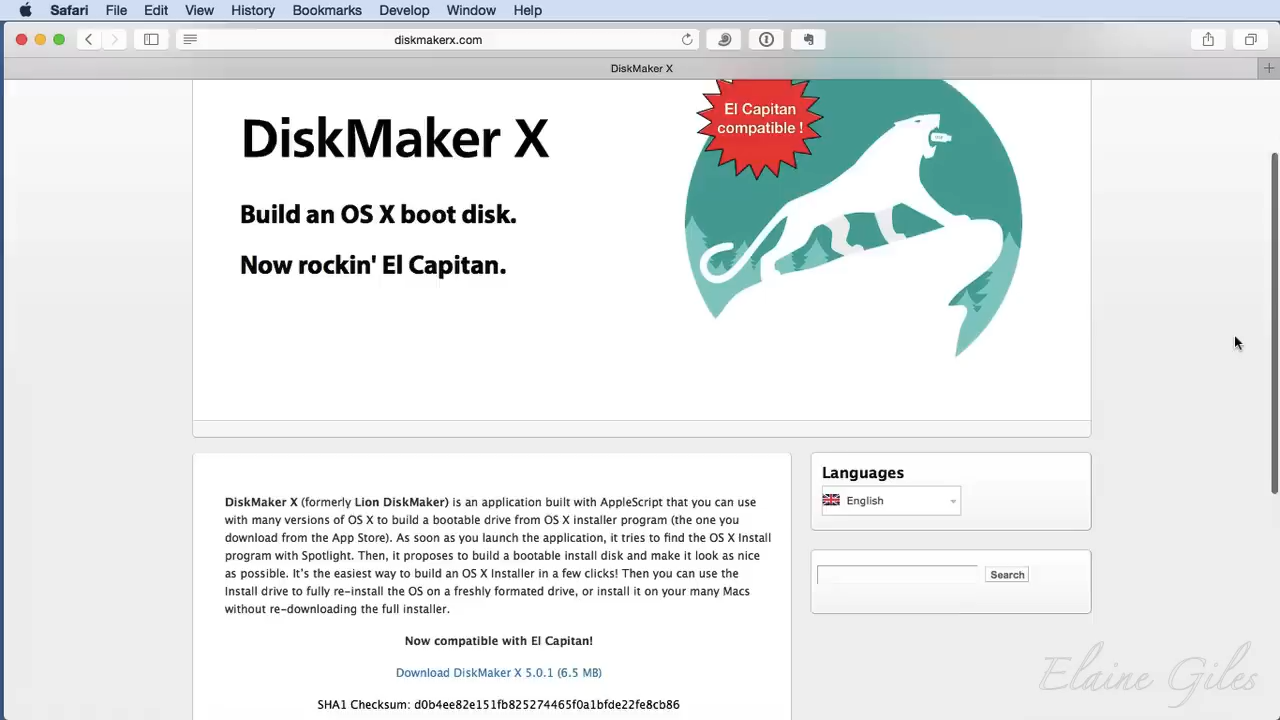 Safari File Edit View History Bookmarks Develop Window Help
diskmakerx.com
DiskMaker X
El Capitan
compatible !
DiskMaker X
Build an OS X boot disk.
Now rockin' El Capitan.
DiskMaker X (formerly Lion DiskMaker) is an application built with AppleScript that you can use
with many versions of OS X to build a bootable drive from OS X installer program (the one you
download from the App Store). As soon as you launch the application, it tries to find the OS X Install
program with Spotlight. Then, it proposes to build a bootable install disk and make it look as nice
as possible. It's the easiest way to build an OS X Installer in a few clicks! Then you can use the
Install drive to fully re-install the OS on a freshly formated drive, or install it on your many Macs
without re-downloading the full installer.
Now compatible with El Capitan!
Download DiskMaker X 5.0.1 (6.5 MB)
SHA1 Checksum: d0b4ee82e151fb825274465f0a1bfde22fe8cb86
Languages
English
Search
Elaine Giles